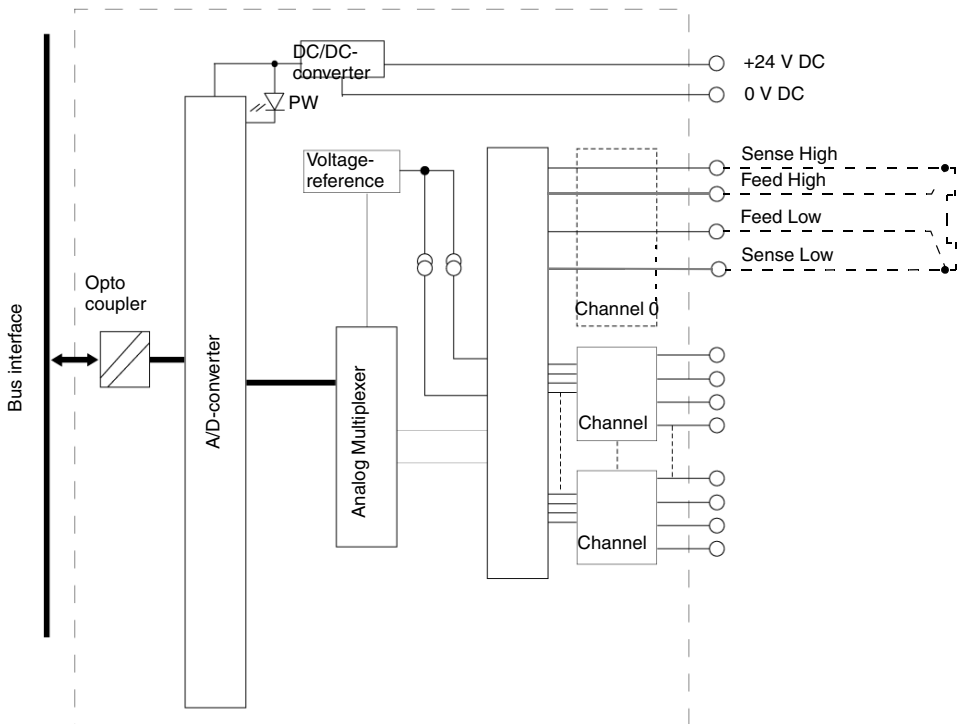 DC/DC-
converter
+24 V DC
PW
0 V DC
Voltage-
reference
Sense High
Feed High
Feed Low
Sense Low
Channel 0
Opto
coupler
Bus interface
A/D-converter
Analog Multiplexer
Channel
Channel